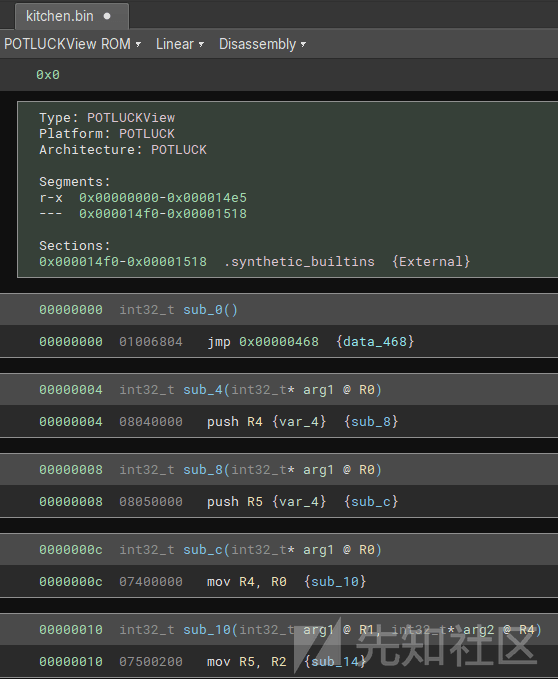 kitchen.bin ●
POTLUCKView ROM ▾ Linear ▾ Disassembly ▾
0x0
Type: POTLUCKView
Platform: POTLUCK
Architecture: POTLUCK
Segments:
r-x 0x00000000-0x000014e5
--- 0x000014f0-0x00001518
Sections:
0x000014f0-0x00001518 .synthetic_builtins {External}
00000000 int32_t sub_0()
00000000 01006804 jmp 0x00000468 {data_468}
00000004 int32_t sub_4(int32_t* arg1 @ R0)
00000004 08040000 push R4 {var_4} {sub_8}
00000008 int32_t sub_8(int32_t* arg1 @ R0)
00000008 08050000 push R5 {var_4} {sub_c}
0000000c int32_t sub_c(int32_t* arg1 @ R0)
0000000c 07400000 mov R4, R0 {sub_10}
00000010 int32_t sub_10(int32_t arg1 @ R1, int32_t* arg2 @ R4)
00000010 07500200 mov R5, R2 {sub_14}
先知社区